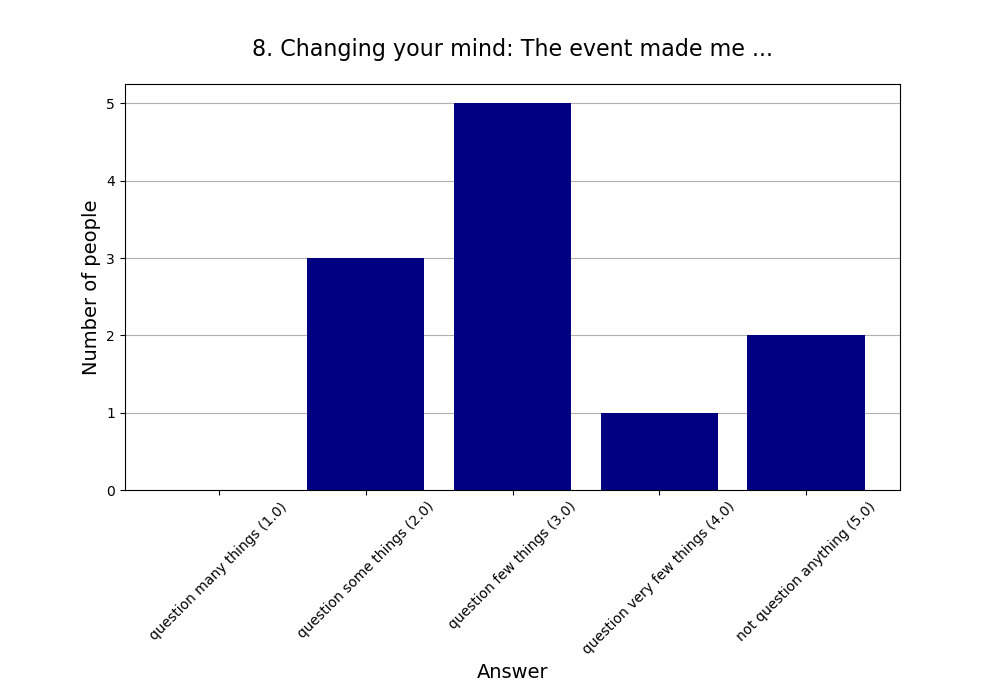 8. Changing your mind: The event made me ...
Number of people
5
4
3
2
1
0
question many things (1.0)
question some things (2.0)
question few things (3.0)
question very few things (4.0)
not question anything (5.0)
Answer